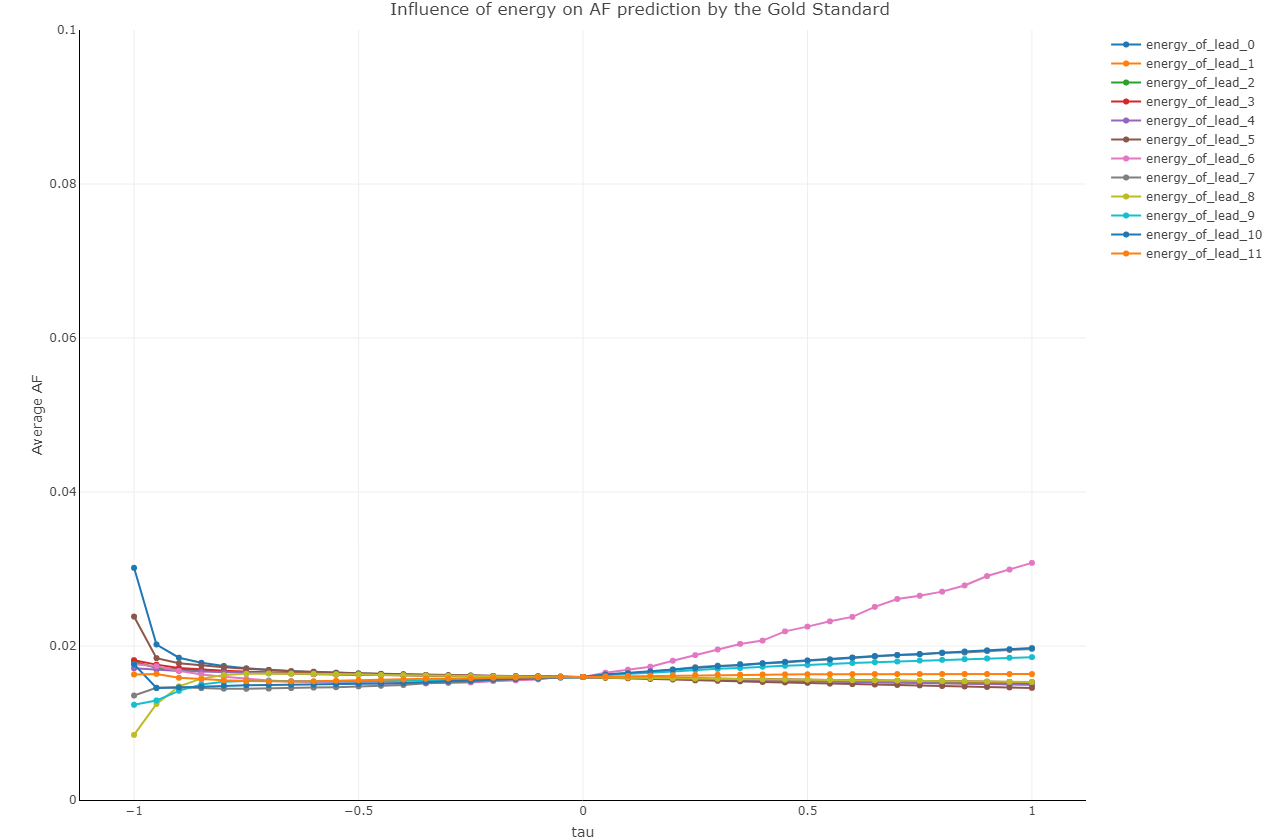 Influence of energy on AF prediction by the Gold Standard
0.1
0.08
0.06
0.04
0.02
0
Average AF
−1
−0.5
0
0.5
1
tau
energy_of_lead_0
energy_of_lead_1
energy_of_lead_2
energy_of_lead_3
energy_of_lead_4
energy_of_lead_5
energy_of_lead_6
energy_of_lead_7
energy_of_lead_8
energy_of_lead_9
energy_of_lead_10
energy_of_lead_11